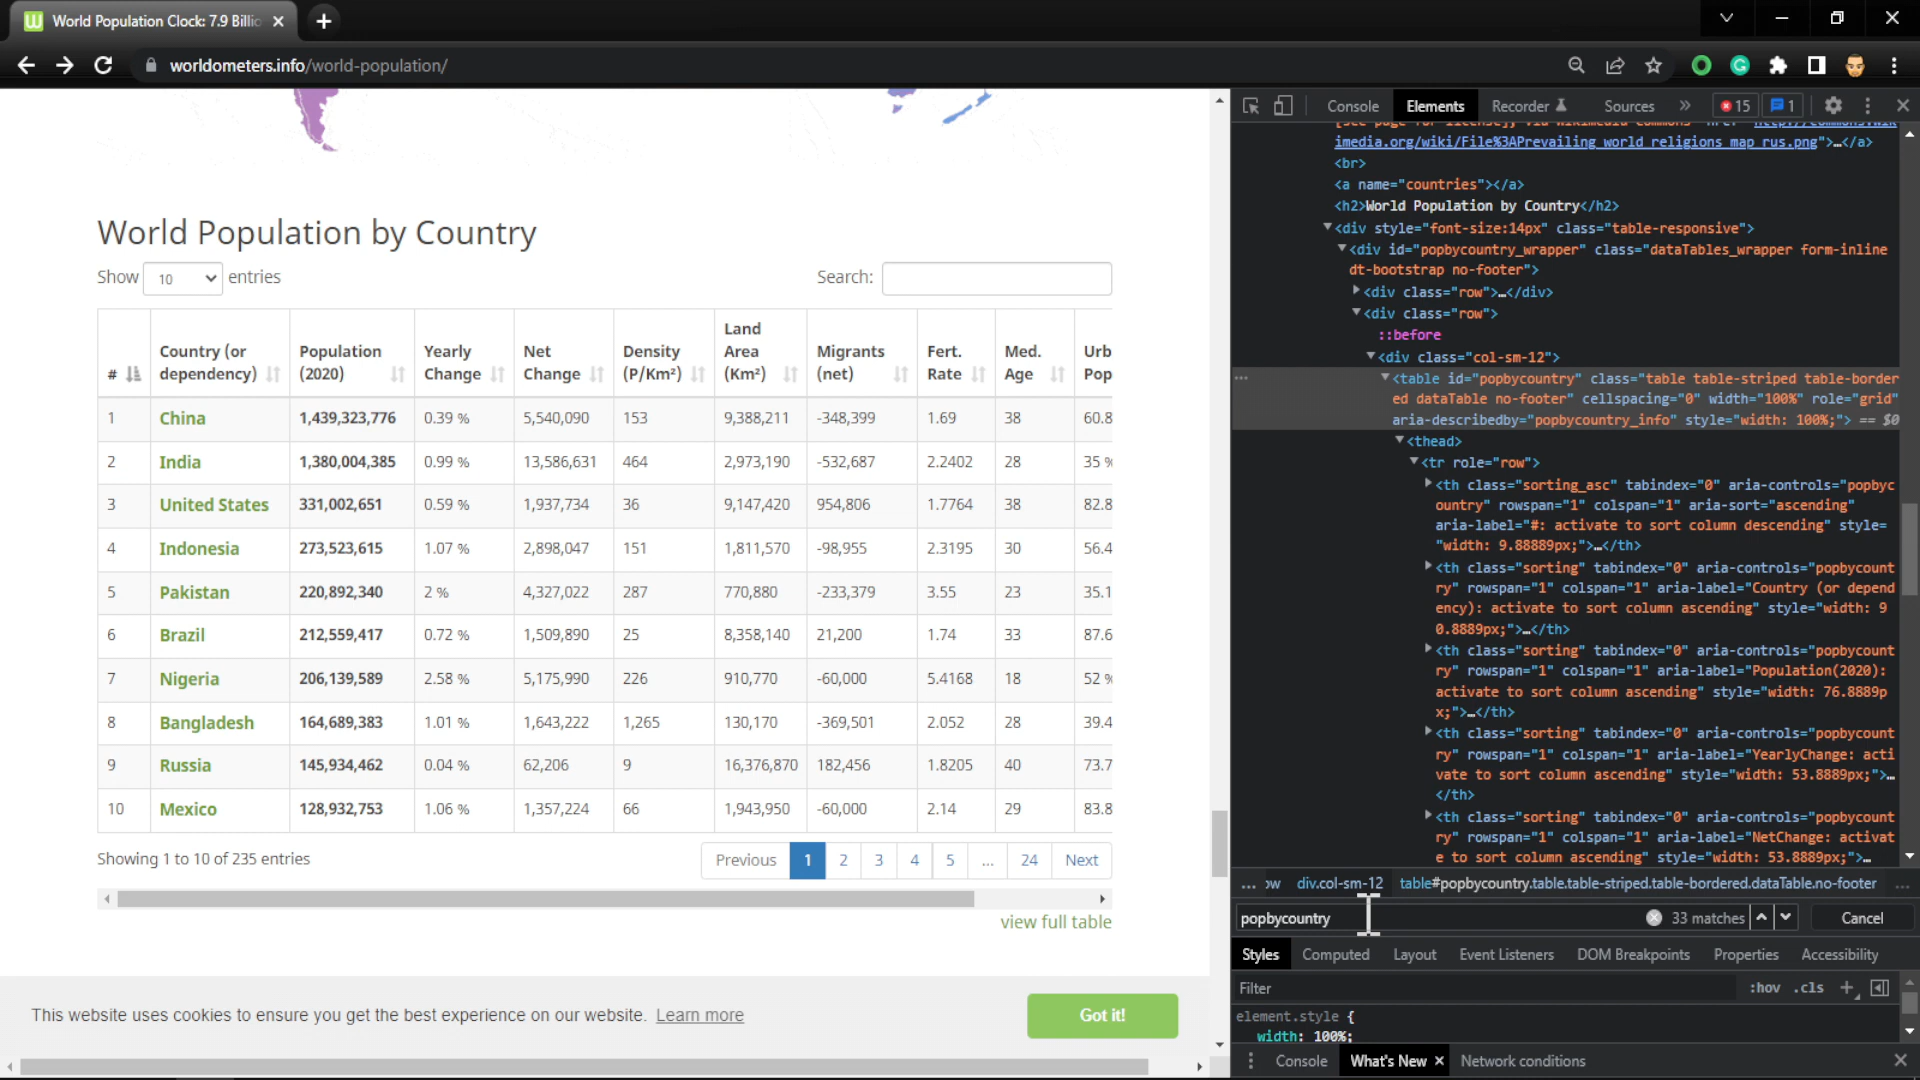 World Population Clock: 7.9 Billio
worldometers.info/world-population/
World Population by Country
Show 10 entries
Search:
# Country (or dependency) Population (2020) Yearly Change Net Change Density (P/Km²) Land Area (Km²) Migrants (net) Fert. Rate Med. Age Urb Pop
1 China 1,439,323,776 0.39 % 5,540,090 153 9,388,211 -348,399 1.69 38 60.8
2 India 1,380,004,385 0.99 % 13,586,631 464 2,973,190 -532,687 2.2402 28 35 %
3 United States 331,002,651 0.59 % 1,937,734 36 9,147,420 954,806 1.7764 38 82.8
4 Indonesia 273,523,615 1.07 % 2,898,047 151 1,811,570 -98,955 2.3195 30 56.4
5 Pakistan 220,892,340 2 % 4,327,022 287 770,880 -233,379 3.55 23 35.1
6 Brazil 212,559,417 0.72 % 1,509,890 25 8,358,140 21,200 1.74 33 87.6
7 Nigeria 206,139,589 2.58 % 5,175,990 226 910,770 -60,000 5.4168 18 52 %
8 Bangladesh 164,689,383 1.01 % 1,643,222 1,265 130,170 -369,501 2.052 28 39.4
9 Russia 145,934,462 0.04 % 62,206 9 16,376,870 182,456 1.8205 40 73.7
10 Mexico 128,932,753 1.06 % 1,357,224 66 1,943,950 -60,000 2.14 29 83.8
Showing 1 to 10 of 235 entries
Previous 1 2 3 4 5 ... 24 Next
view full table
This website uses cookies to ensure you get the best experience on our website. Learn more
Got it!
Console Elements Recorder Sources » 15 1
imedia.org/wiki/File%3APrevailing_world_religions_map_rus.png">…</a>
<br>
<a name="countries"></a>
<h2>World Population by Country</h2>
<div style="font-size:14px" class="table-responsive">
<div id="popbycountry_wrapper" class="dataTables_wrapper form-inline
dt-bootstrap no-footer">
<div class="row">…</div>
<div class="row">
::before
<div class="col-sm-12">
<table id="popbycountry" class="table table-striped table-border
ed dataTable no-footer" cellspacing="0" width="100%" role="grid"
aria-describedby="popbycountry_info" style="width: 100%;"> == $0
<thead>
<tr role="row">
<th class="sorting_asc" tabindex="0" aria-controls="popbyc
ountry" rowspan="1" colspan="1" aria-sort="ascending"
aria-label="#: activate to sort column descending" style=
"width: 9.88889px;">…</th>
<th class="sorting" tabindex="0" aria-controls="popbycount
ry" rowspan="1" colspan="1" aria-label="Country (or depend
ency): activate to sort column ascending" style="width: 9
0.8889px;">…</th>
<th class="sorting" tabindex="0" aria-controls="popbycount
ry" rowspan="1" colspan="1" aria-label="Population(2020):
activate to sort column ascending" style="width: 76.8889p
x;">…</th>
<th class="sorting" tabindex="0" aria-controls="popbycount
ry" rowspan="1" colspan="1" aria-label="YearlyChange: acti
vate to sort column ascending" style="width: 53.8889px;">…
</th>
<th class="sorting" tabindex="0" aria-controls="popbycount
ry" rowspan="1" colspan="1" aria-label="NetChange: activat
e to sort column ascending" style="width: 53.8889px;">…
... ow div.col-sm-12 table#popbycountry.table.table-striped.table-bordered.dataTable.no-footer ...
popbycountry 33 matches Cancel
Styles Computed Layout Event Listeners DOM Breakpoints Properties Accessibility
Filter :hov .cls +
element.style {
width: 100%;
Console What's New × Network conditions